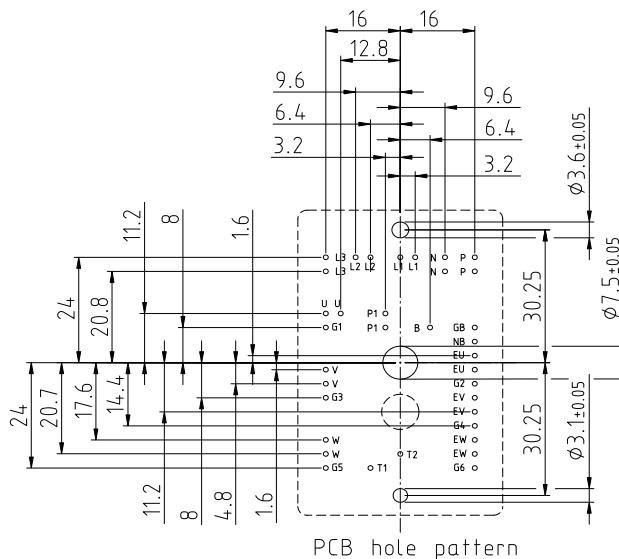 16 16
12.8
9.6 9.6
6.4 6.4
3.2 3.2
Ø3.6±0.05
11.2
8
1.6
24
20.8
30.25
Ø7.5±0.05
L3 L2 L2 L1 L1 N P
L3 N P
U U P1
G1 P1 B GB
NB
EU
V EU
V G2
G3 EV
EV
G4
W EW
W T2 EW
G5 T1 G6
24
20.7
17.6
14.4
11.2
8
4.8
1.6
30.25
Ø3.1±0.05
PCB hole pattern